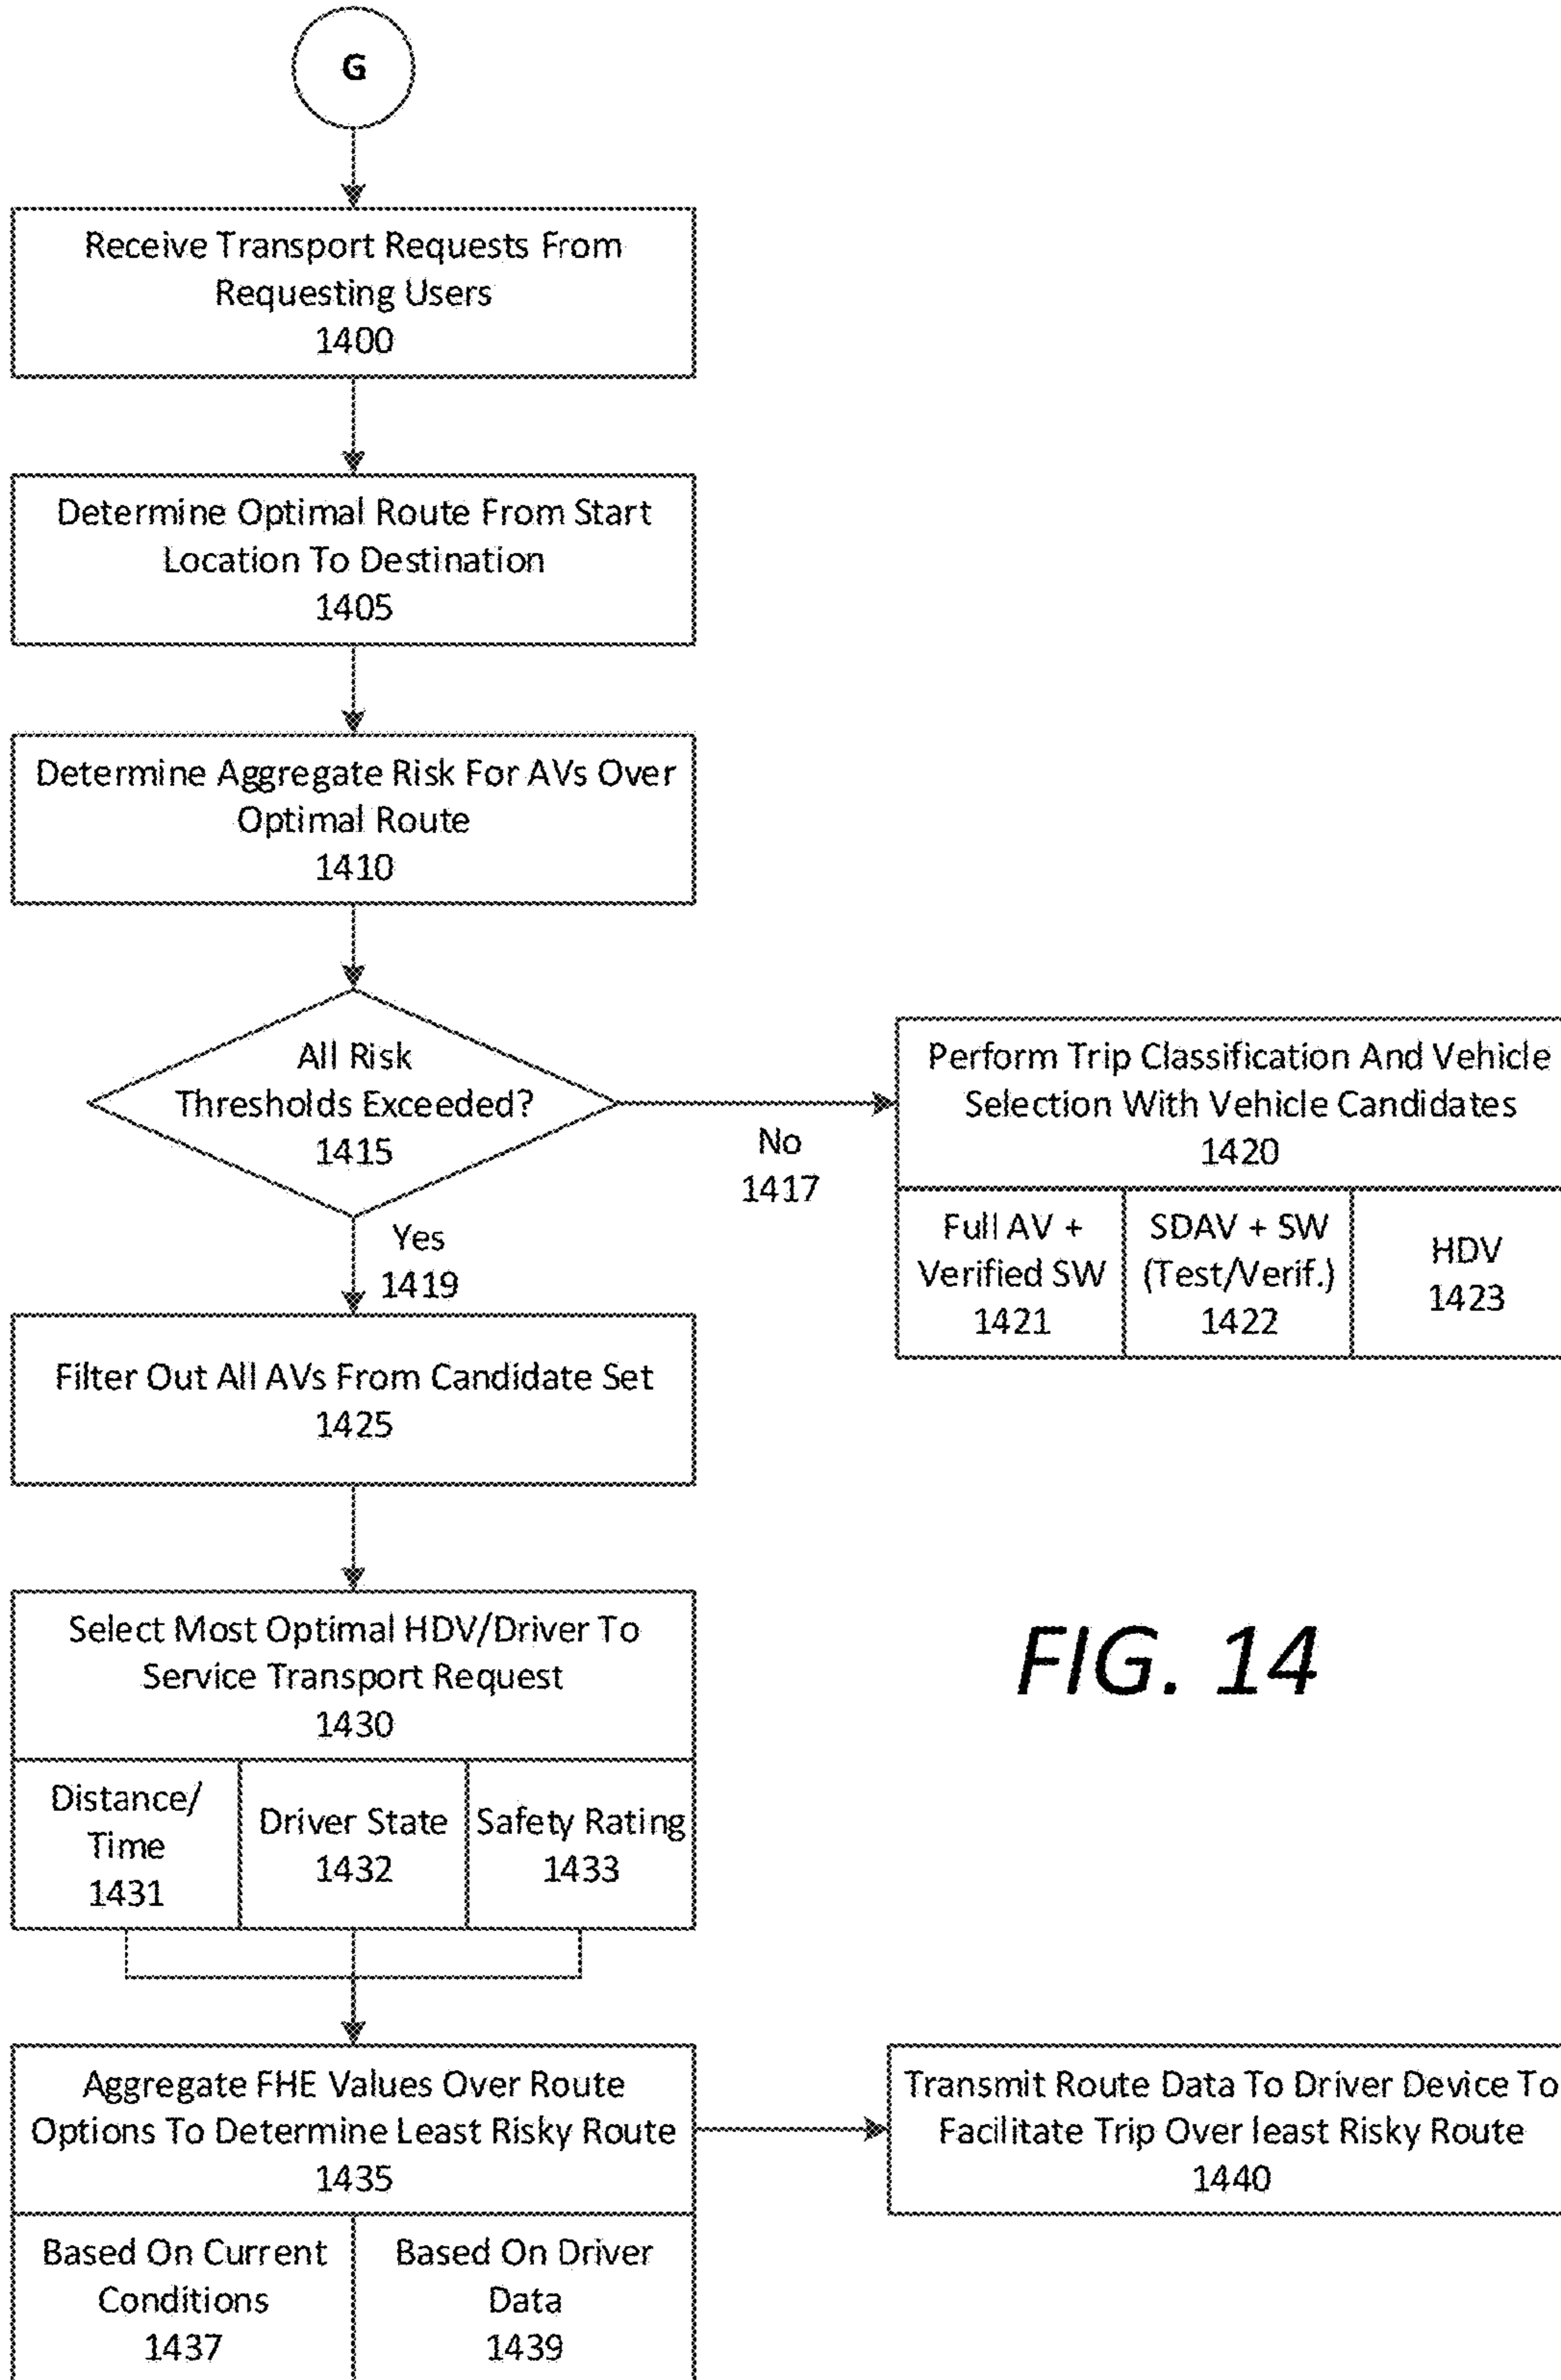 G
Receive Transport Requests From
Requesting Users
1400
Determine Optimal Route From Start
Location To Destination
1405
Determine Aggregate Risk For AVs Over
Optimal Route
1410
All Risk
Thresholds Exceeded?
1415
No
1417
Perform Trip Classification And Vehicle
Selection With Vehicle Candidates
1420
Full AV +
Verified SW
1421
SDAV + SW
(Test/Verif.)
1422
HDV
1423
Yes
1419
Filter Out All AVs From Candidate Set
1425
Select Most Optimal HDV/Driver To
Service Transport Request
1430
Distance/
Time
1431
Driver State
1432
Safety Rating
1433
FIG. 14
Aggregate FHE Values Over Route
Options To Determine Least Risky Route
1435
Based On Current
Conditions
1437
Based On Driver
Data
1439
Transmit Route Data To Driver Device To
Facilitate Trip Over least Risky Route
1440